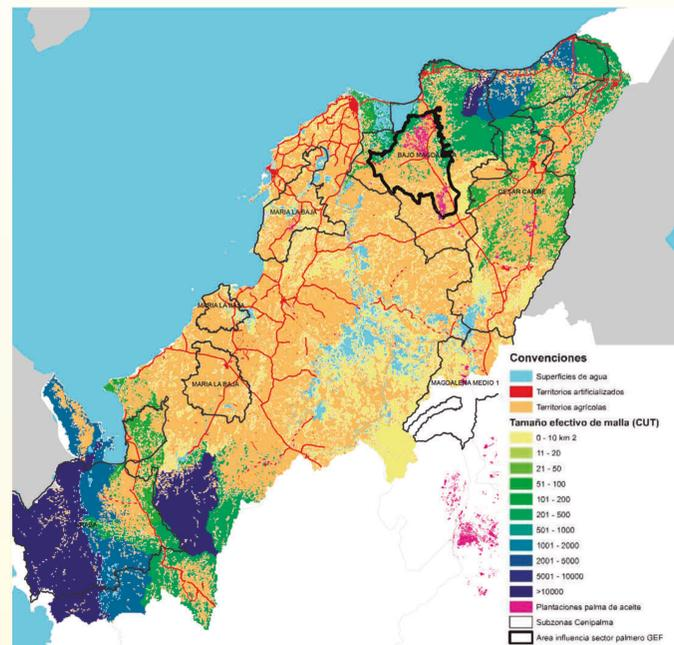 BAJO MAGDA
CESAR CARIBE
MARIA LA BAJA
MARIA LA BAJA
MARIA LA BAJA
MAGDALENA MEDIO 1
Convenciones
Superficies de agua
Territorios artificializados
Territorios agrícolas
Tamaño efectivo de malla (CUT)
0 - 10 km 2
11 - 20
21 - 50
51 - 100
101 - 200
201 - 500
501 - 1000
1001 - 2000
2001 - 5000
5001 - 10000
>10000
Plantaciones palma de aceite
Subzonas Cenipalma
Area influencia sector palmero GEF